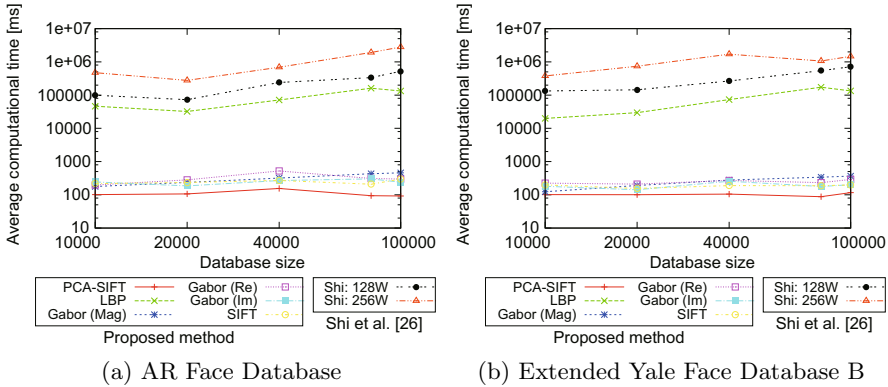 Average computational time [ms]
1e+07
1e+06
100000
10000
1000
100
10
10000 20000 40000 100000
Database size
PCA-SIFT
LBP
Gabor (Mag)
Gabor (Re)
Gabor (Im)
SIFT
Proposed method
Shi: 128W
Shi: 256W
Shi et al. [26]
(a) AR Face Database
Average computational time [ms]
1e+07
1e+06
100000
10000
1000
100
10
10000 20000 40000 100000
Database size
PCA-SIFT
LBP
Gabor (Mag)
Gabor (Re)
Gabor (Im)
SIFT
Proposed method
Shi: 128W
Shi: 256W
Shi et al. [26]
(b) Extended Yale Face Database B